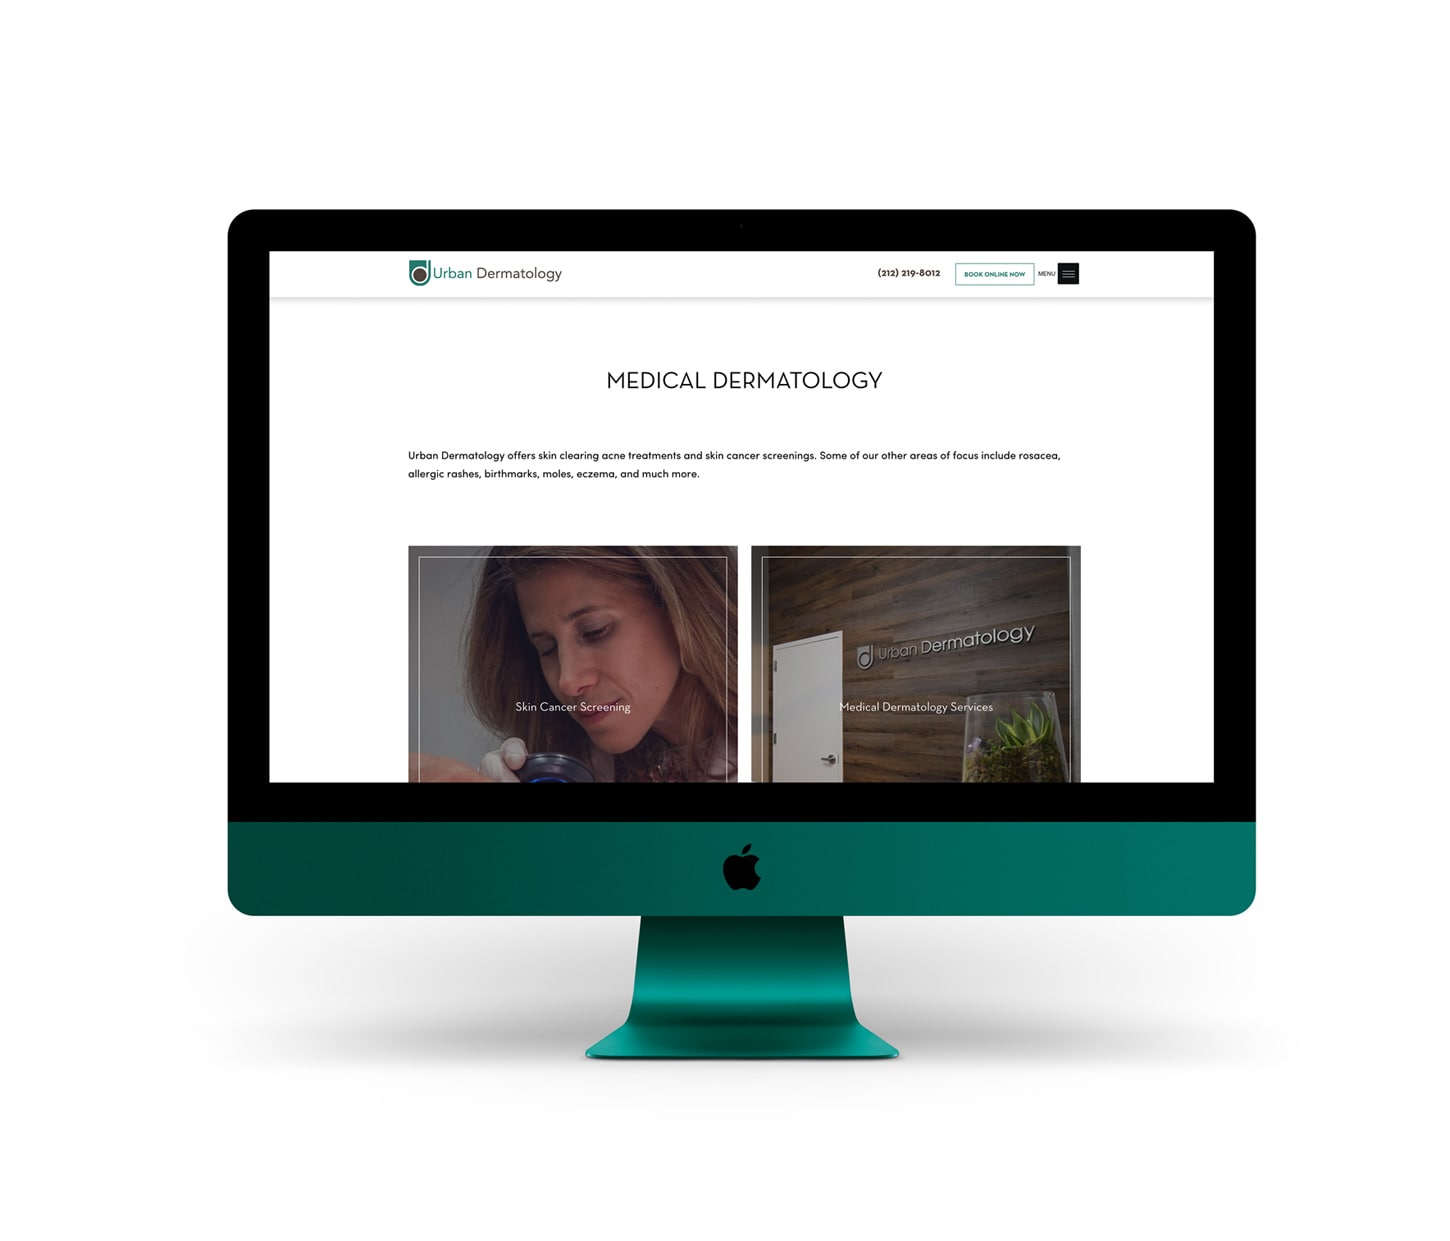 Urban Dermatology
(212) 219-8012
BOOK ONLINE NOW
MENU
MEDICAL DERMATOLOGY
Urban Dermatology offers skin clearing acne treatments and skin cancer screenings. Some of our other areas of focus include rosacea,
allergic rashes, birthmarks, moles, eczema, and much more.
Urban Dermatology
Skin Cancer Screening
Medical Dermatology Services